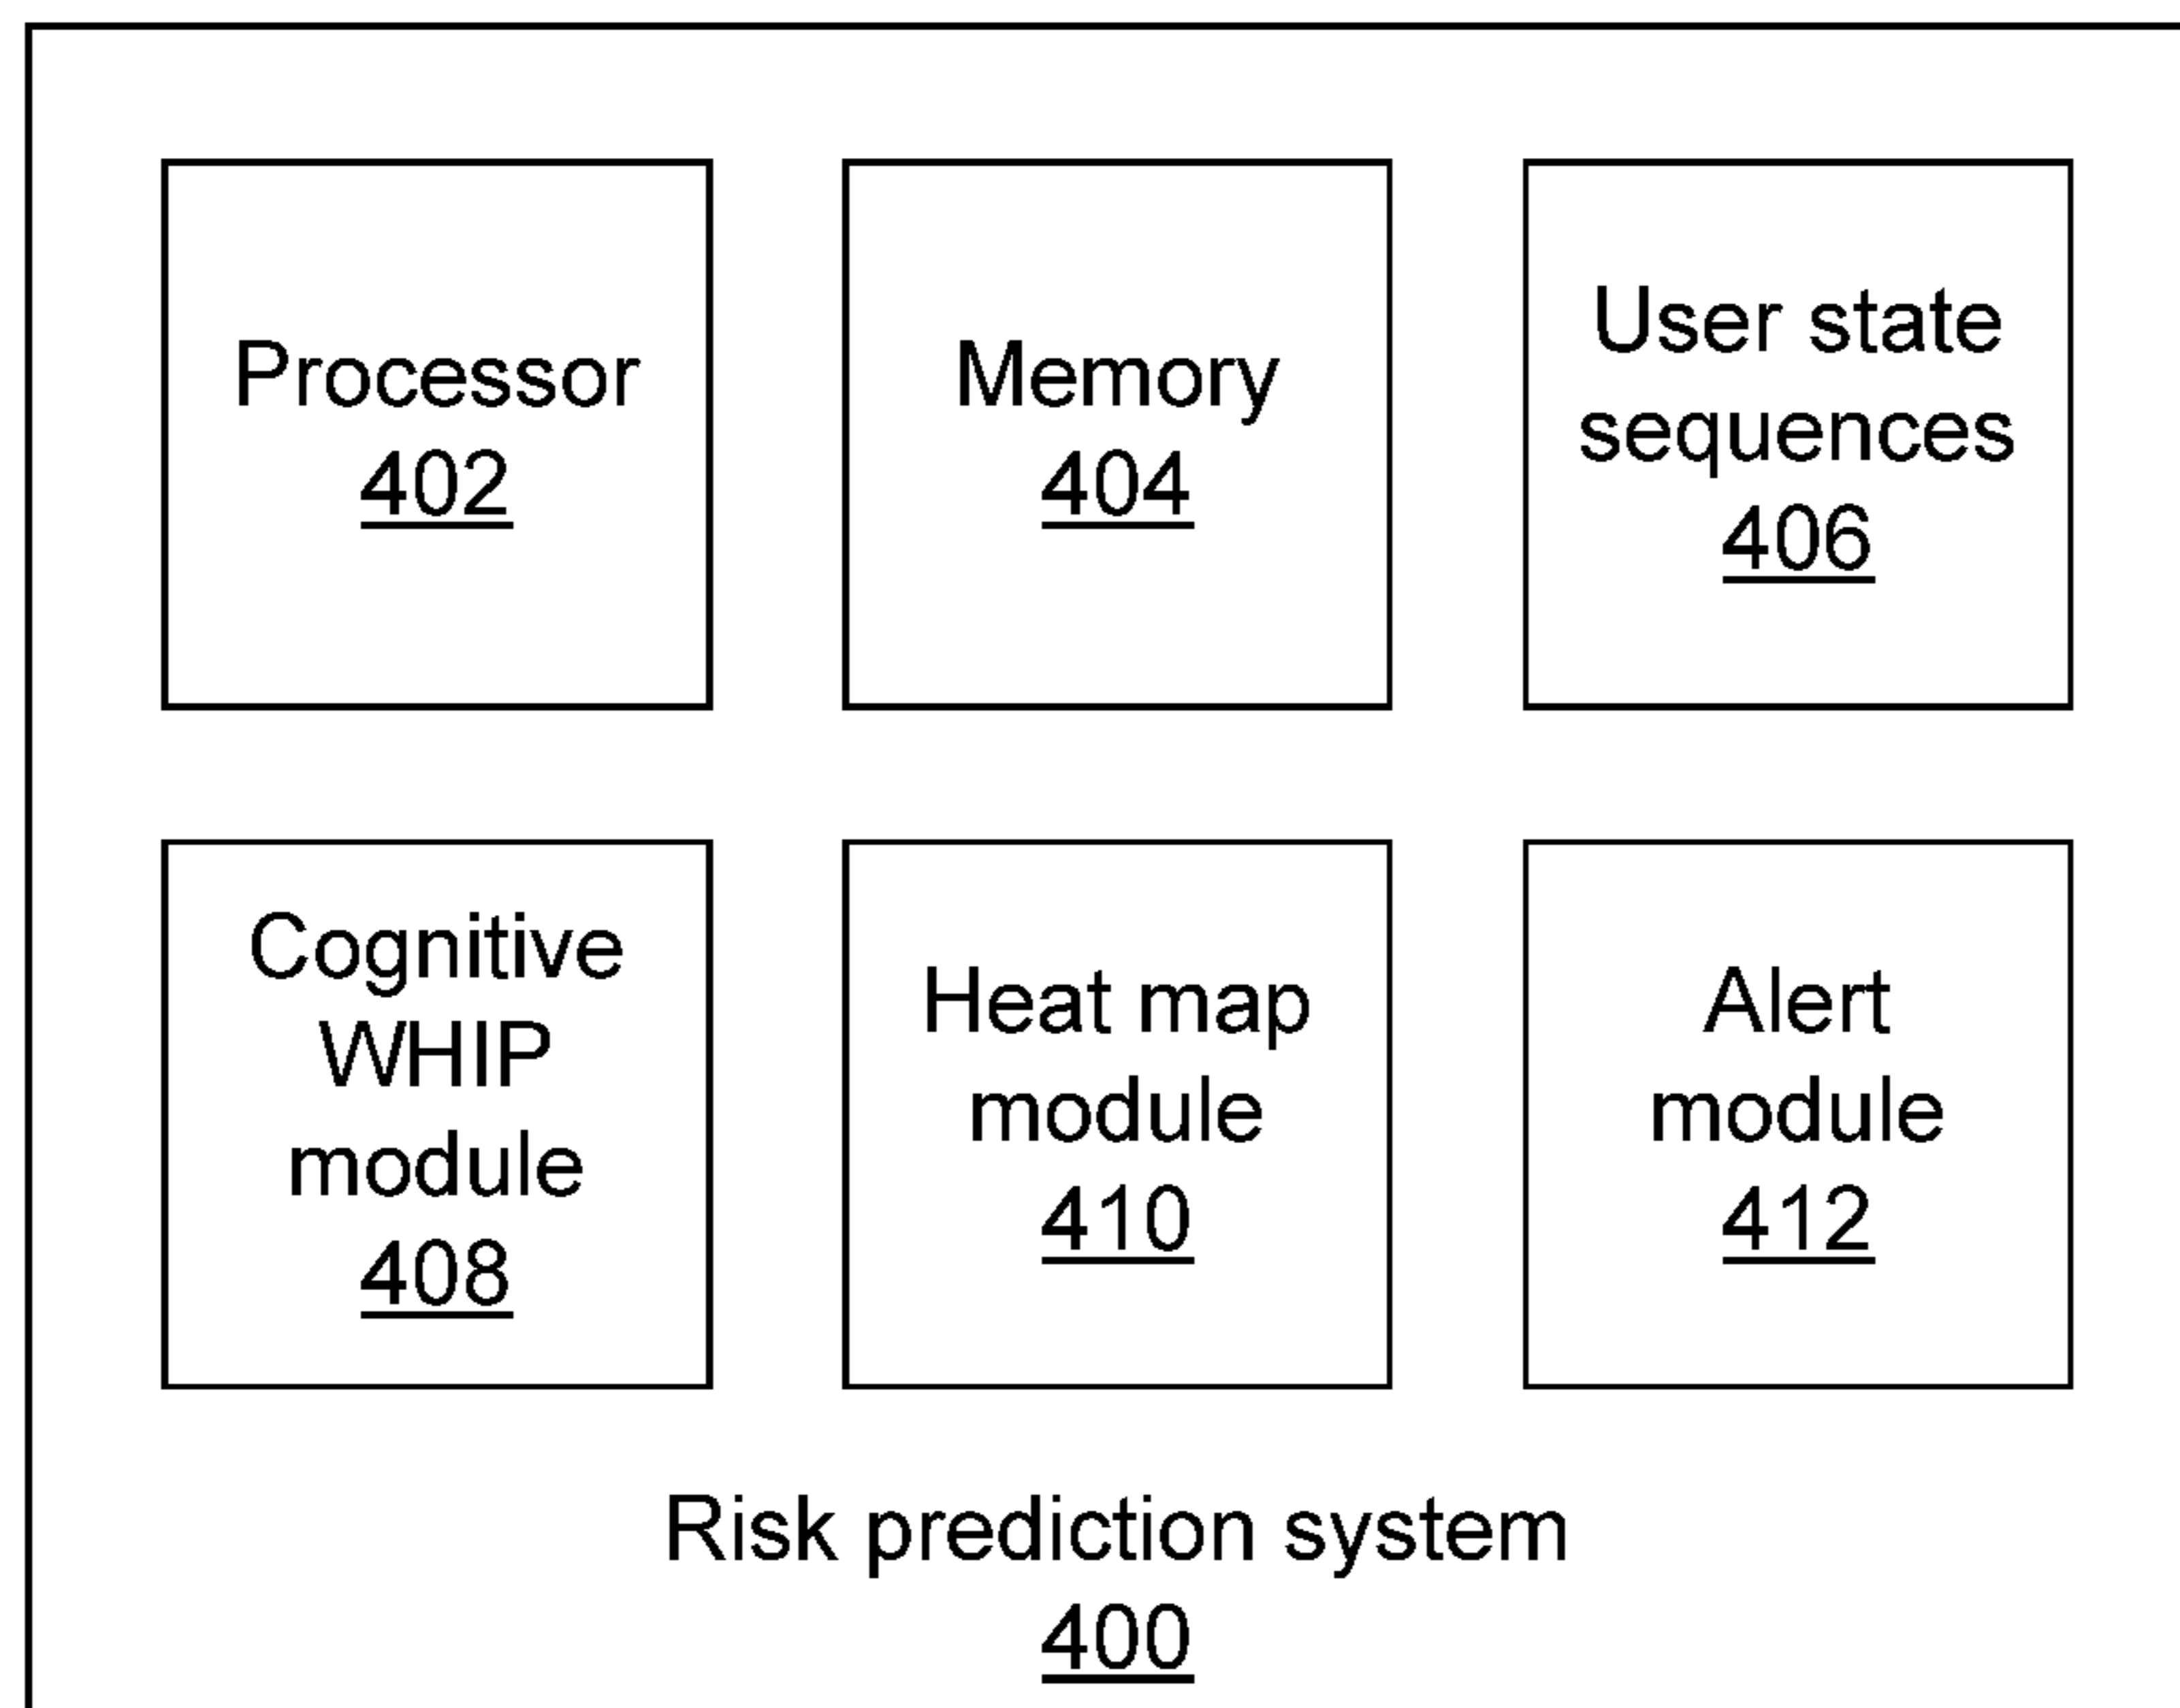 Processor
402
Memory
404
User state
sequences
406
Cognitive
WHIP
module
408
Heat map
module
410
Alert
module
412
Risk prediction system
400